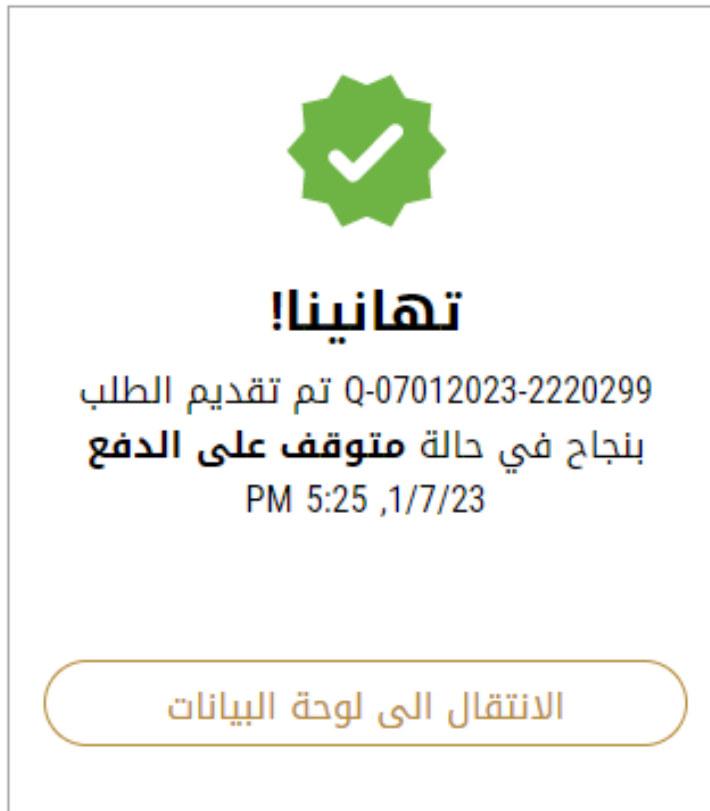 تهانينا!
Q-07012023-2220299 تم تقديم الطلب
بنجاح في حالة متوقف على الدفع
1/7/23, 5:25 PM
الانتقال الى لوحة البيانات